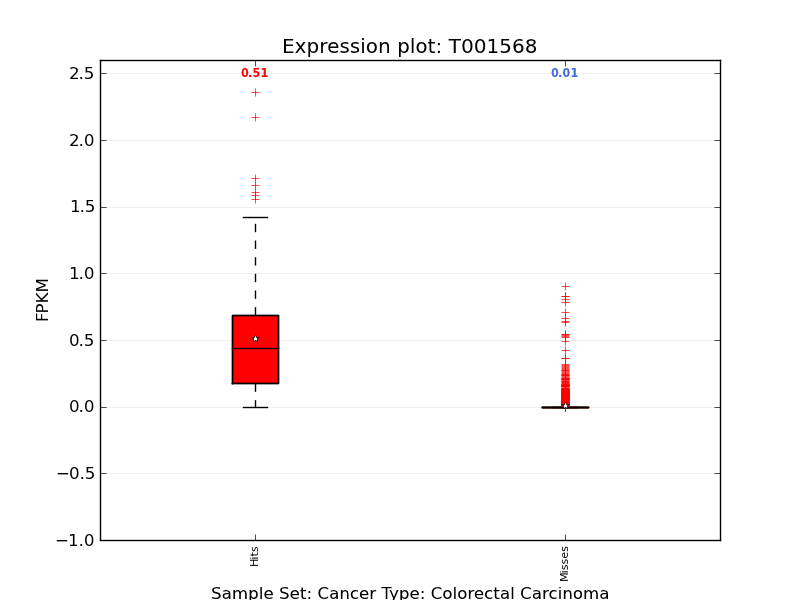 Expression plot: T001568
0.51
0.01
2.5
2.0
1.5
1.0
0.5
0.0
−0.5
−1.0
FPKM
Hits
Misses
Sample Set: Cancer Type: Colorectal Carcinoma